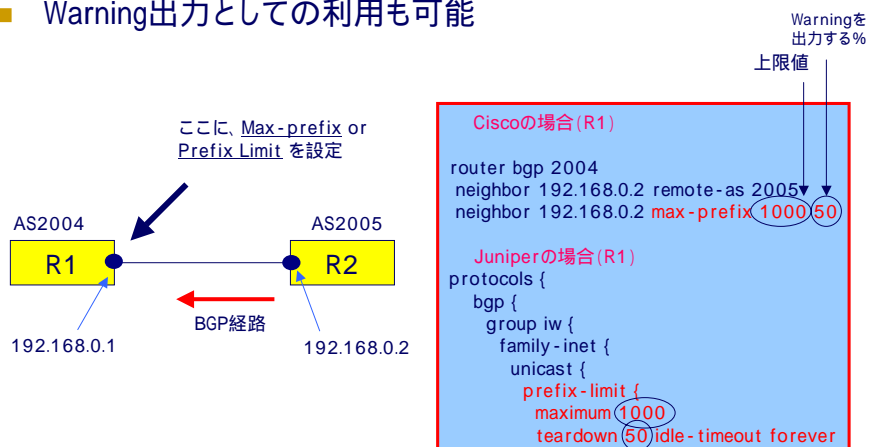 Warning出力としての利用も可能
Warningを
出力する%
上限値
ここに、Max-prefix or
Prefix Limit を設定
AS2004
AS2005
R1
R2
BGP経路
192.168.0.1
192.168.0.2
Ciscoの場合(R1)
router bgp 2004
neighbor 192.168.0.2 remote-as 2005
neighbor 192.168.0.2 max-prefix 1000 50
Juniperの場合(R1)
protocols {
bgp {
group iw {
family-inet {
unicast {
prefix-limit {
maximum 1000
teardown 50 idle-timeout forever